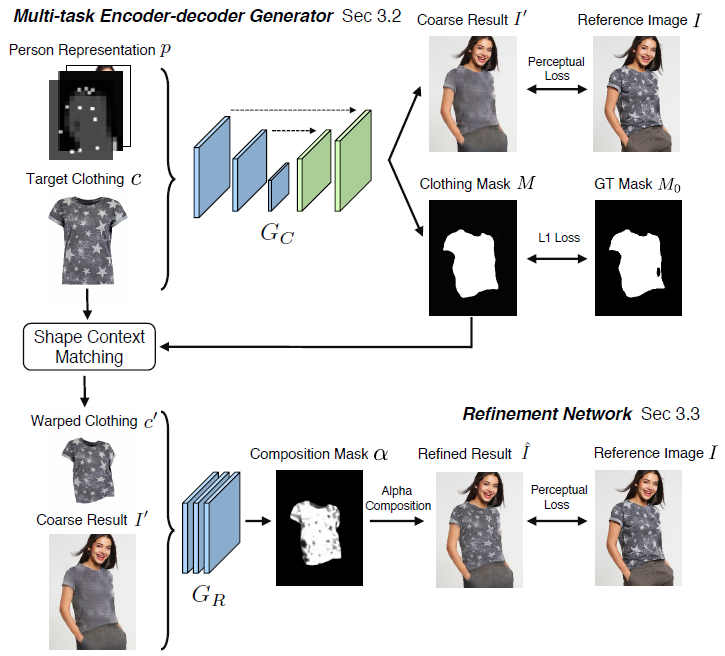 Multi-task Encoder-decoder Generator Sec 3.2
Person Representation p
Target Clothing c
G_C
Coarse Result I′
Reference Image I
Perceptual
Loss
Clothing Mask M
GT Mask M_0
L1 Loss
Shape Context
Matching
Refinement Network Sec 3.3
Warped Clothing c′
Coarse Result I′
G_R
Composition Mask α
Alpha
Composition
Refined Result Î
Perceptual
Loss
Reference Image I